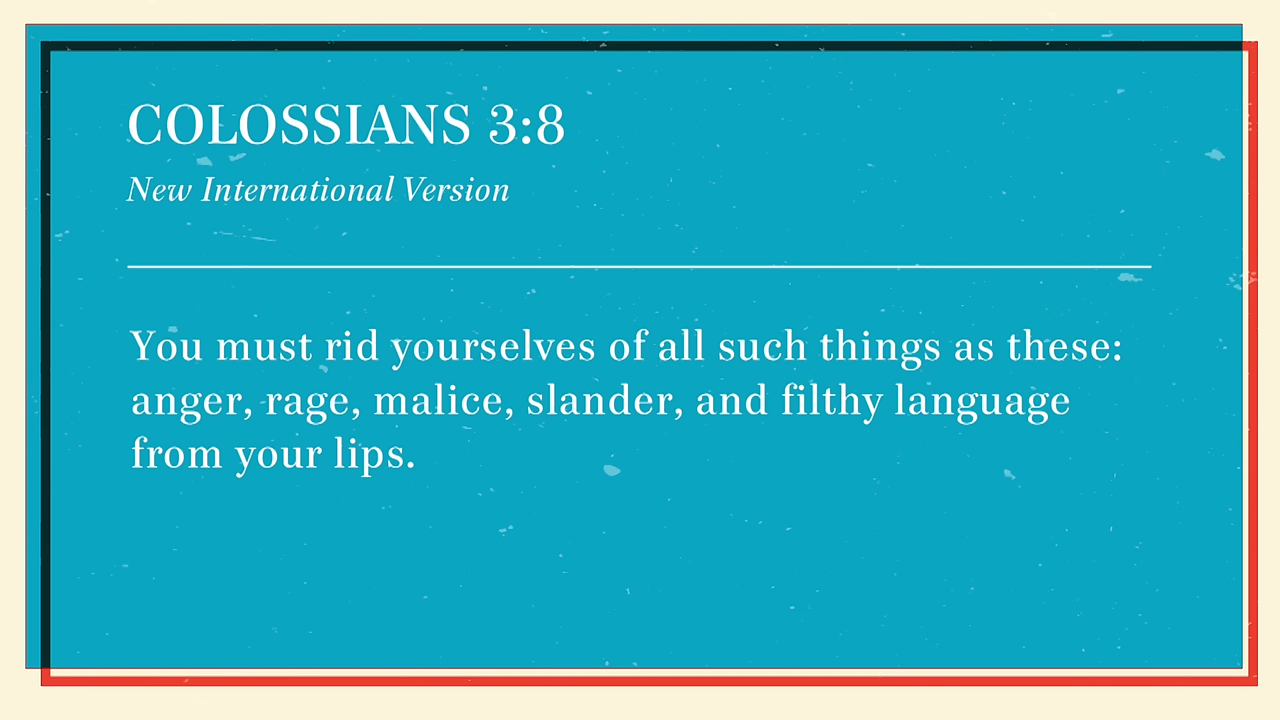 COLOSSIANS 3:8
New International Version
You must rid yourselves of all such things as these:
anger, rage, malice, slander, and filthy language
from your lips.